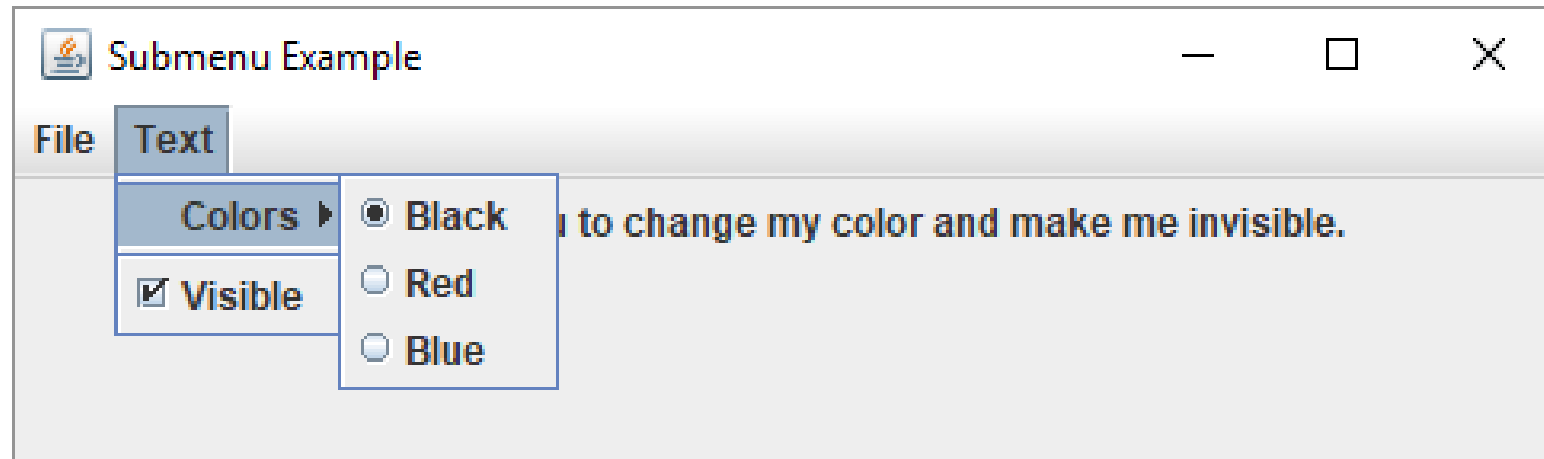 Submenu Example
File Text
Colors
Black
to change my color and make me invisible.
Visible
Red
Blue